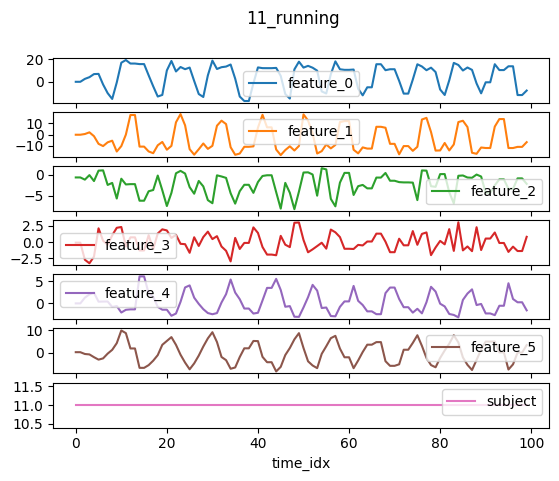 11_running
20
0
feature_0
10
0
−10
feature_1
0
−5
feature_2
2.5
0.0
−2.5
feature_3
5
0
feature_4
10
0
feature_5
11.5
11.0
10.5
subject
0 20 40 60 80 100
time_idx